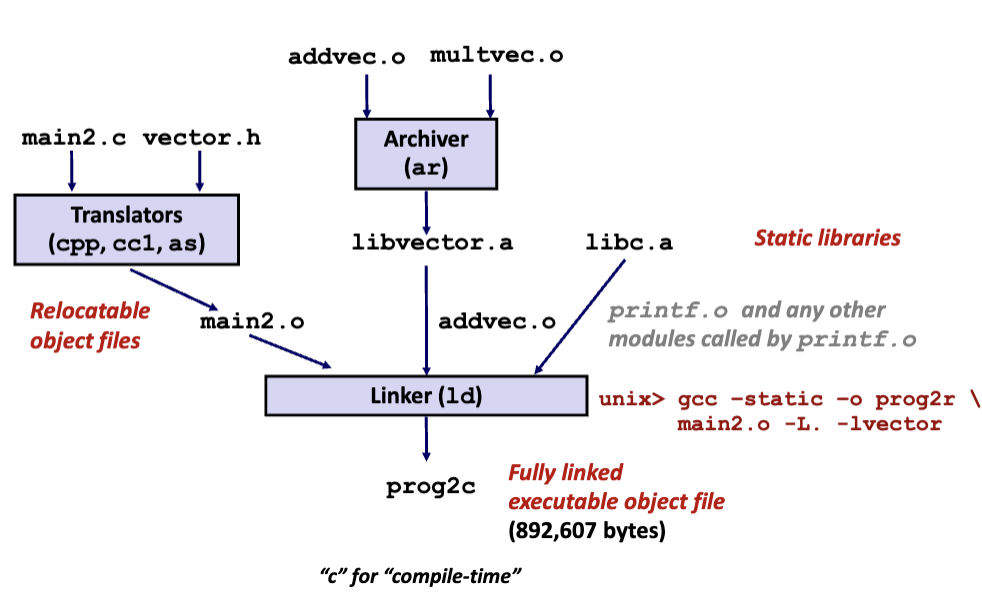 addvec.o multvec.o
Archiver
(ar)
main2.c vector.h
Translators
(cpp, cc1, as)
libvector.a
libc.a
Static libraries
Relocatable
object files
main2.o
addvec.o
printf.o and any other
modules called by printf.o
Linker (ld)
unix> gcc –static –o prog2r \
main2.o -L. -lvector
prog2c
Fully linked
executable object file
(892,607 bytes)
“c” for “compile-time”